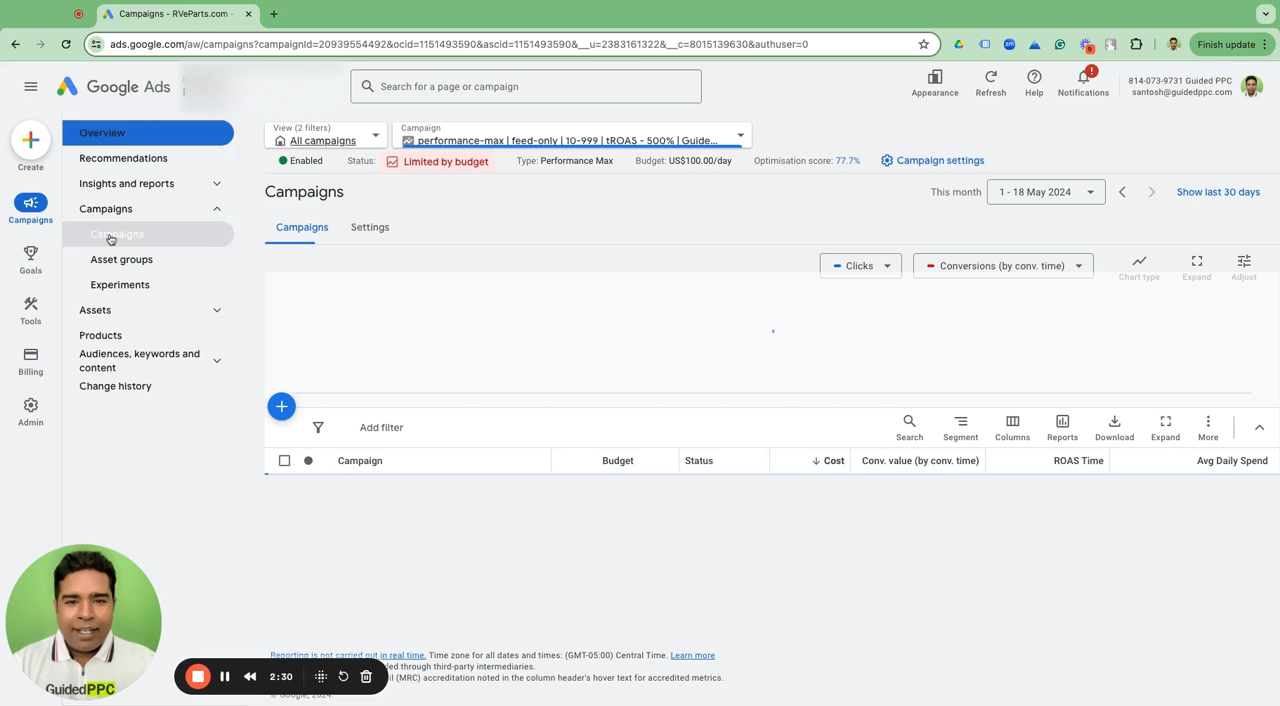 Campaigns - RVeParts.com -
ads.google.com/aw/campaigns?campaignId=20939554492&ocid=1151493590&ascid=1151493590&__u=2383161322&__c=8015139630&authuser=0
Finish update
Google Ads
Search for a page or campaign
Appearance
Refresh
Help
Notifications
814-073-9731 Guided PPC
santosh@guidedppc.com
Create
Campaigns
Goals
Tools
Billing
Admin
Overview
Recommendations
Insights and reports
Campaigns
Campaigns
Asset groups
Experiments
Assets
Products
Audiences, keywords and
content
Change history
View (2 filters)
All campaigns
Campaign
performance-max | feed-only | 10-999 | tROAS - 500% | Guide...
Enabled Status: Limited by budget Type: Performance Max Budget: US$100.00/day Optimisation score: 77.7% Campaign settings
Campaigns
This month 1 - 18 May 2024 Show last 30 days
Campaigns Settings
Clicks Conversions (by conv. time)
Chart type Expand Adjust
Add filter
Search Segment Columns Reports Download Expand More
Campaign Budget Status Cost Conv. value (by conv. time) ROAS Time Avg Daily Spend
Reporting is not carried out in real time. Time zone for all dates and times: (GMT-05:00) Central Time. Learn more
ded through third-party intermediaries.
(MRC) accreditation noted in the column header's hover text for accredited metrics.
© Google, 2024.
GuidedPPC
2:30